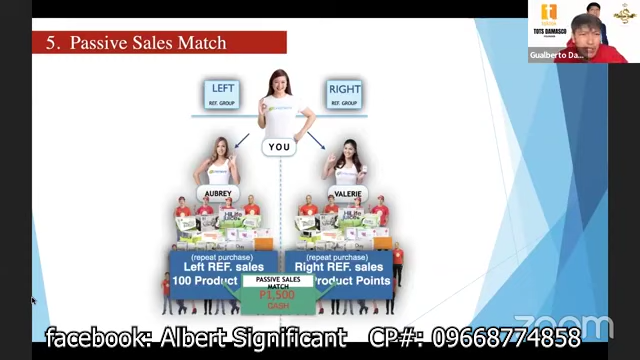 5. Passive Sales Match
TOTS DAMASCO
Gualberto Da...
LEFT
REF. GROUP
RIGHT
REF. GROUP
YOU
AUBREY
VALERIE
(repeat purchase)
Left REF. sales
100 Product
(repeat purchase)
Right REF. sales
Product Points
PASSIVE SALES
MATCH
P1,500
CASH
zoom
facebook: Albert Significant CP#: 09668774858